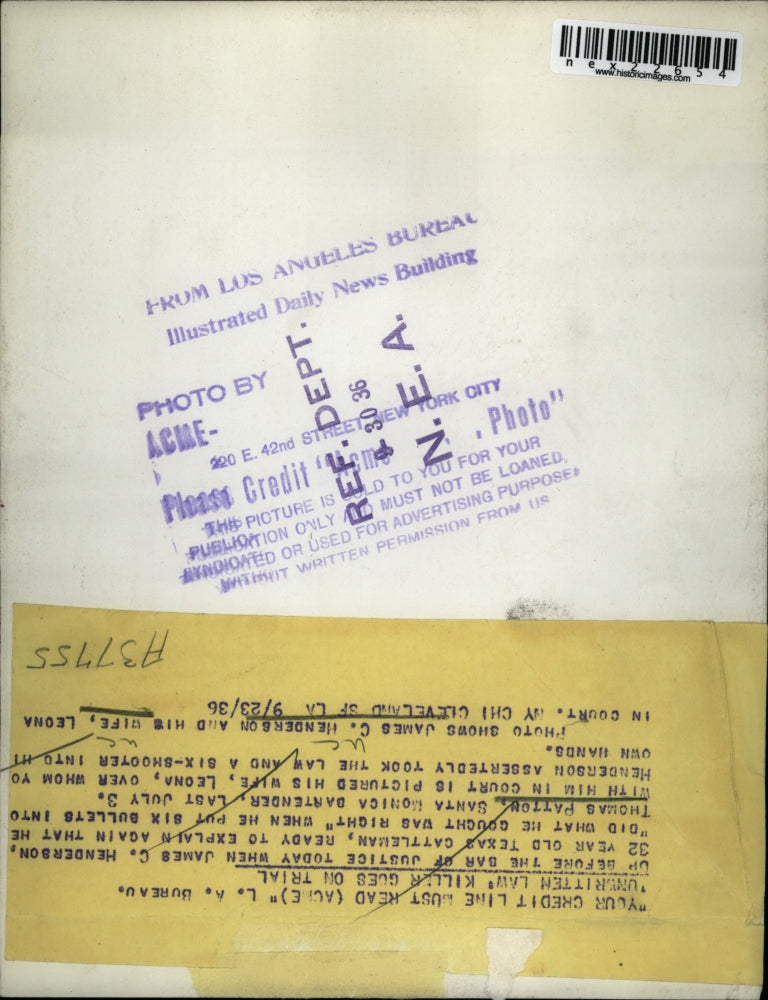 nex22654
www.historicimages.com
FROM LOS ANGELES BUREAU
Illustrated Daily News Building
PHOTO BY
ACME-
220 E. 42nd STREET NEW YORK CITY
Please Credit "Acme Photo"
THIS PICTURE IS SOLD TO YOU FOR YOUR
PUBLICATION ONLY AND MUST NOT BE LOANED,
SYNDICATED OR USED FOR ADVERTISING PURPOSES
WITHOUT WRITTEN PERMISSION FROM US
REF. DEPT.
9 30 36
N. E. A.
"YOUR CREDIT LINE MUST READ (ACME)" L. A. BUREAU.
'UNWRITTEN LAW' KILLER GOES ON TRIAL
UP BEFORE THE BAR OF JUSTICE TODAY WHEN JAMES C. HENDERSON,
32 YEAR OLD TEXAS CATTLEMAN, READY TO EXPLAIN AGAIN THAT HE
"DID WHAT HE THOUGHT WAS RIGHT" WHEN HE PUT SIX BULLETS INTO
THOMAS PATTON, SANTA MONICA BARTENDER, LAST JULY 3.
WITH HIM IN COURT IS PICTURED HIS WIFE, LEONA, OVER WHOM YO
HENDERSON ASSERTEDLY TOOK THE LAW AND A SIX-SHOOTER INTO HI
OWN HANDS.
PHOTO SHOWS JAMES C. HENDERSON AND HIS WIFE, LEONA
IN COURT. NY CHI CLEVELAND SF LA 9/23/36
A37755